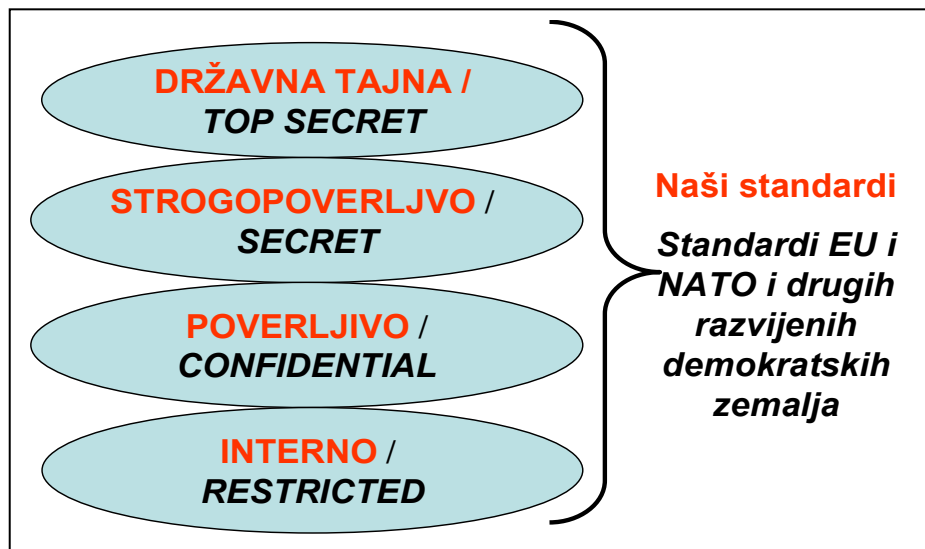 DRŽAVNA TAJNA /
TOP SECRET
STROGOPOVERLJVO /
SECRET
POVERLJIVO /
CONFIDENTIAL
INTERNO /
RESTRICTED
Naši standardi
Standardi EU i
NATO i drugih
razvijenih
demokratskih
zemalja